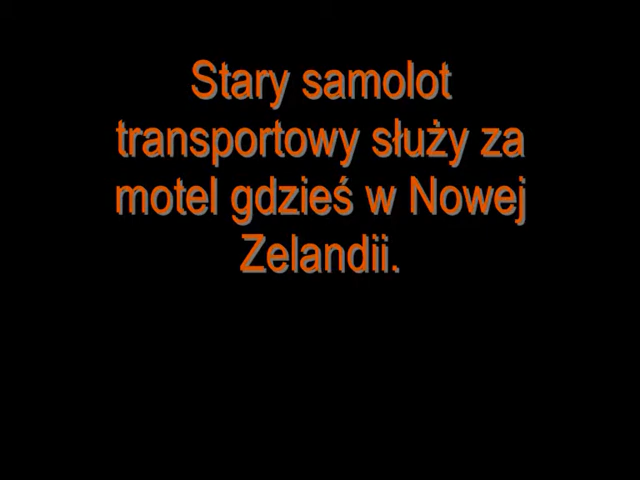 Stary samolot
transportowy służy za
motel gdzieś w Nowej
Zelandii.